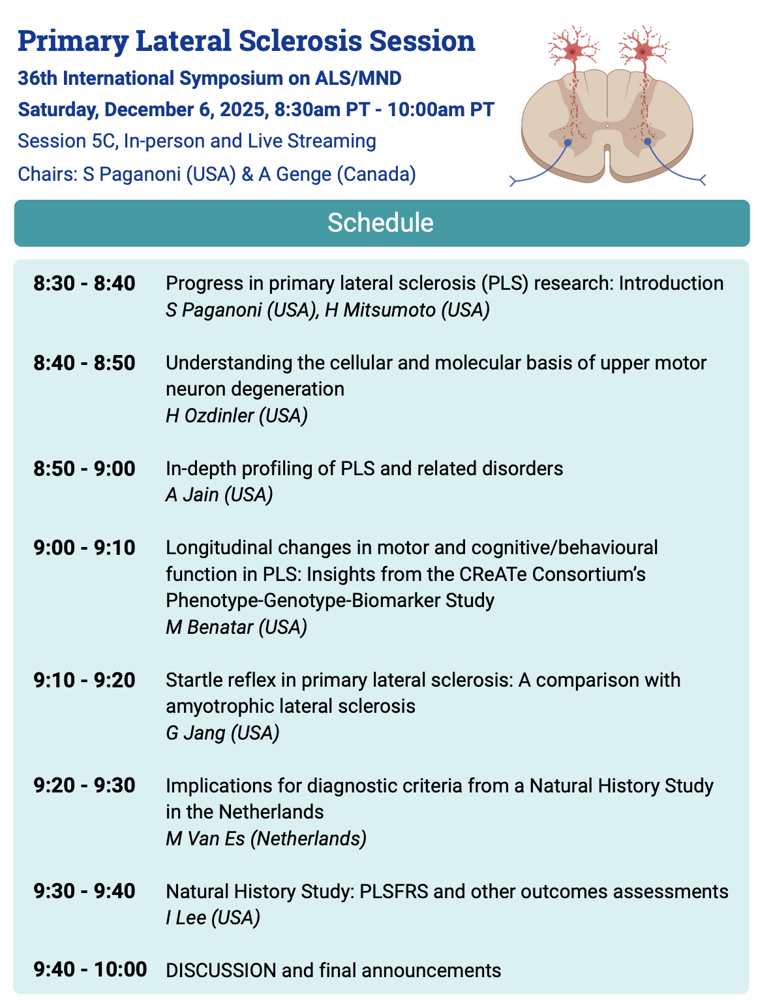 Primary Lateral Sclerosis Session
36th International Symposium on ALS/MND
Saturday, December 6, 2025, 8:30am PT - 10:00am PT
Session 5C, In-person and Live Streaming
Chairs: S Paganoni (USA) & A Genge (Canada)
Schedule
8:30 - 8:40 Progress in primary lateral sclerosis (PLS) research: Introduction
S Paganoni (USA), H Mitsumoto (USA)
8:40 - 8:50 Understanding the cellular and molecular basis of upper motor
neuron degeneration
H Ozdinler (USA)
8:50 - 9:00 In-depth profiling of PLS and related disorders
A Jain (USA)
9:00 - 9:10 Longitudinal changes in motor and cognitive/behavioural
function in PLS: Insights from the CReATe Consortium’s
Phenotype-Genotype-Biomarker Study
M Benatar (USA)
9:10 - 9:20 Startle reflex in primary lateral sclerosis: A comparison with
amyotrophic lateral sclerosis
G Jang (USA)
9:20 - 9:30 Implications for diagnostic criteria from a Natural History Study
in the Netherlands
M Van Es (Netherlands)
9:30 - 9:40 Natural History Study: PLSFRS and other outcomes assessments
I Lee (USA)
9:40 - 10:00 DISCUSSION and final announcements